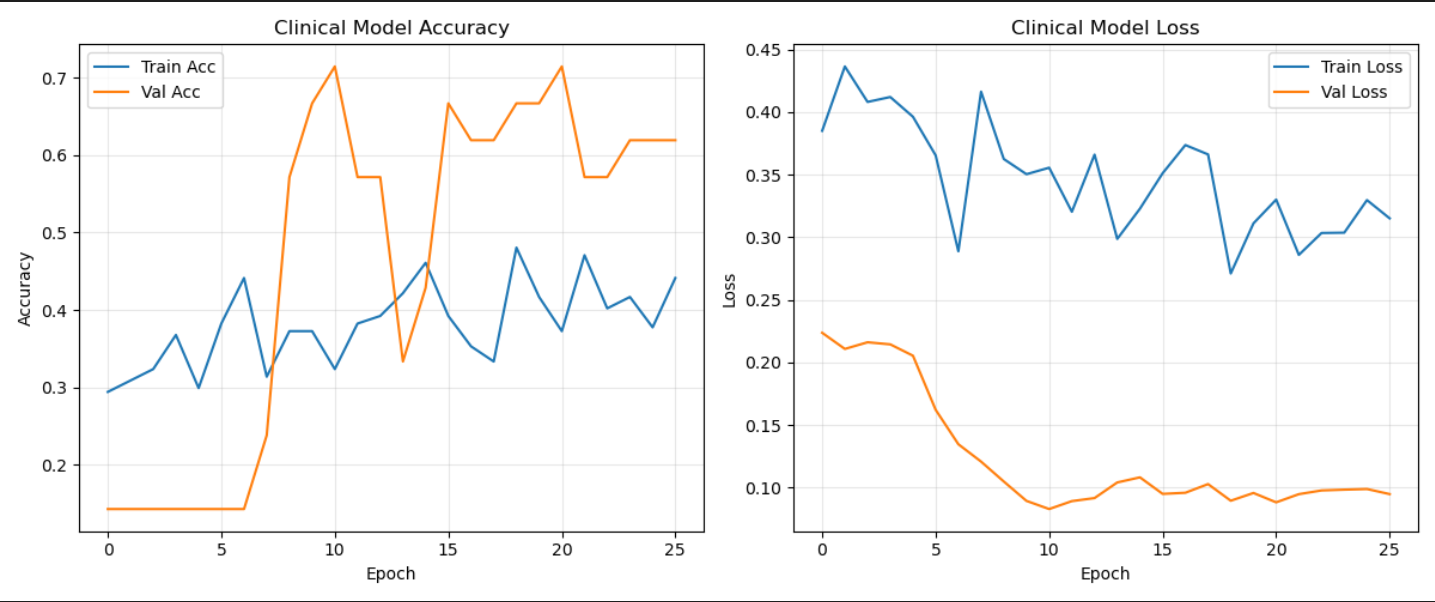 Clinical Model Accuracy
Train Acc
Val Acc
0.7
0.6
0.5
0.4
0.3
0.2
Accuracy
0 5 10 15 20 25
Epoch
Clinical Model Loss
Train Loss
Val Loss
0.45
0.40
0.35
0.30
0.25
0.20
0.15
0.10
Loss
0 5 10 15 20 25
Epoch